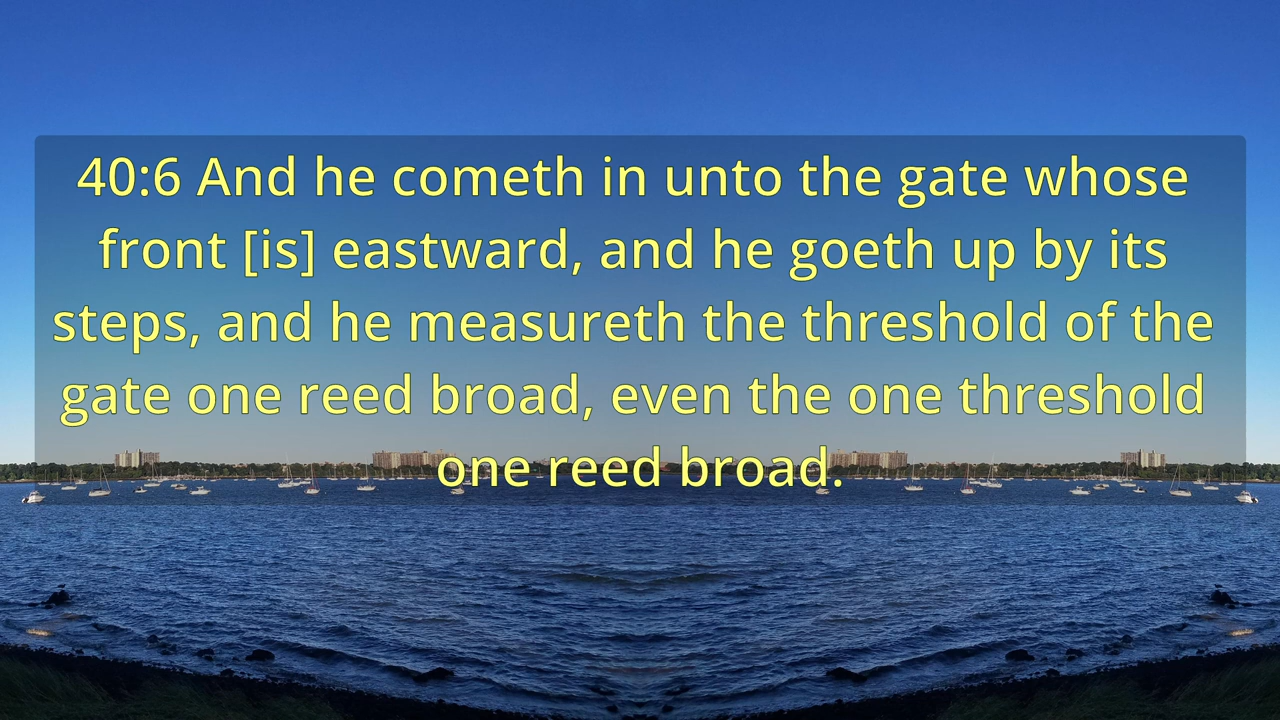 40:6 And he cometh in unto the gate whose
front [is] eastward, and he goeth up by its
steps, and he measureth the threshold of the
gate one reed broad, even the one threshold
one reed broad.